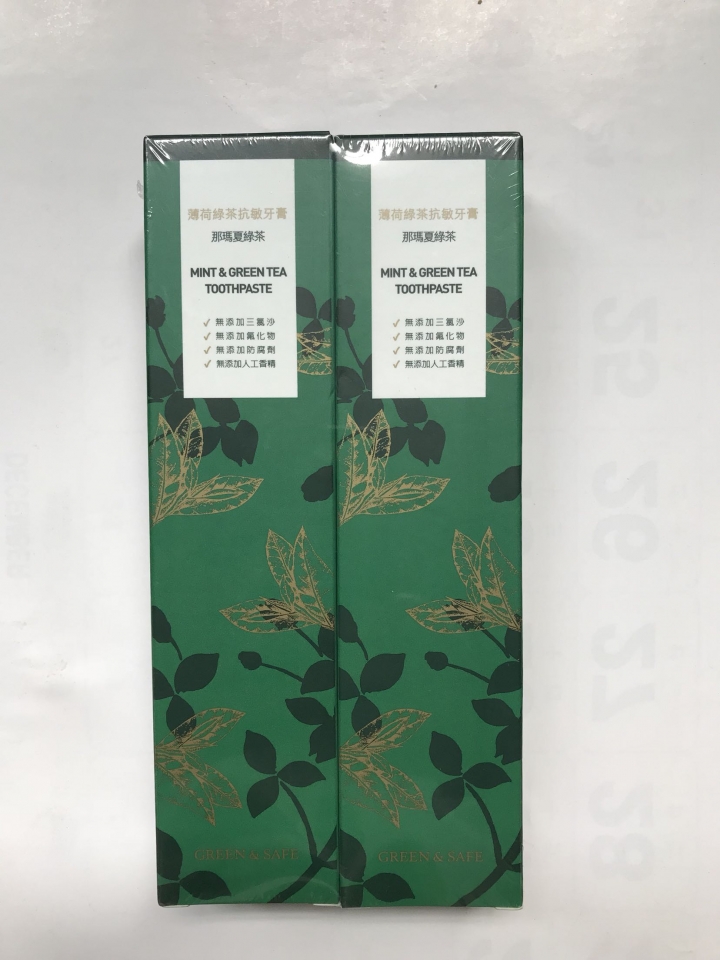 薄荷綠茶抗敏牙膏
那瑪夏綠茶
MINT & GREEN TEA
TOOTHPASTE
✓ 無添加三氯沙
✓ 無添加氟化物
✓ 無添加防腐劑
✓ 無添加人工香精
GREEN & SAFE
薄荷綠茶抗敏牙膏
那瑪夏綠茶
MINT & GREEN TEA
TOOTHPASTE
✓ 無添加三氯沙
✓ 無添加氟化物
✓ 無添加防腐劑
✓ 無添加人工香精
GREEN & SAFE
25
26
27
28